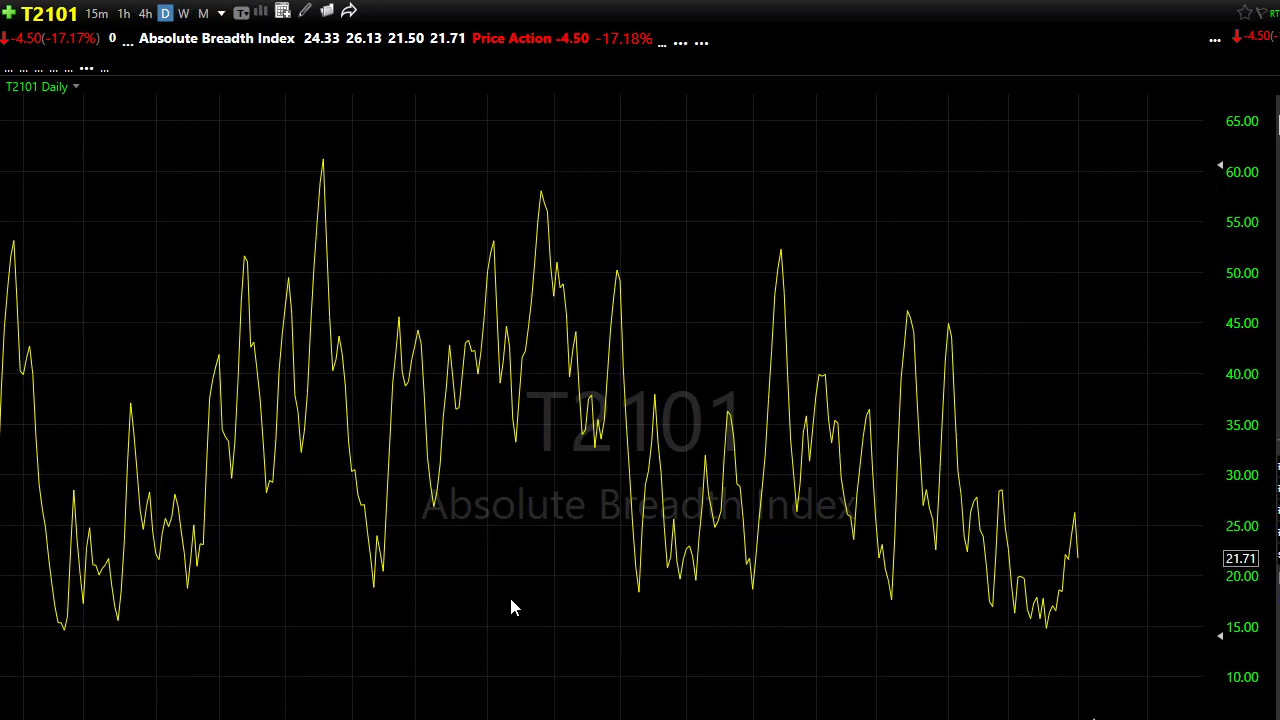 T2101 15m 1h 4h D W M T RT
-4.50(-17.17%) 0 ... Absolute Breadth Index 24.33 26.13 21.50 21.71 Price Action -4.50 -17.18% ... ... ... ... -4.50(-
... ... ... ... ... ... ...
T2101 Daily
65.00
60.00
55.00
50.00
45.00
40.00
35.00
30.00
25.00
21.71
20.00
15.00
10.00
T2101
Absolute Breadth Index